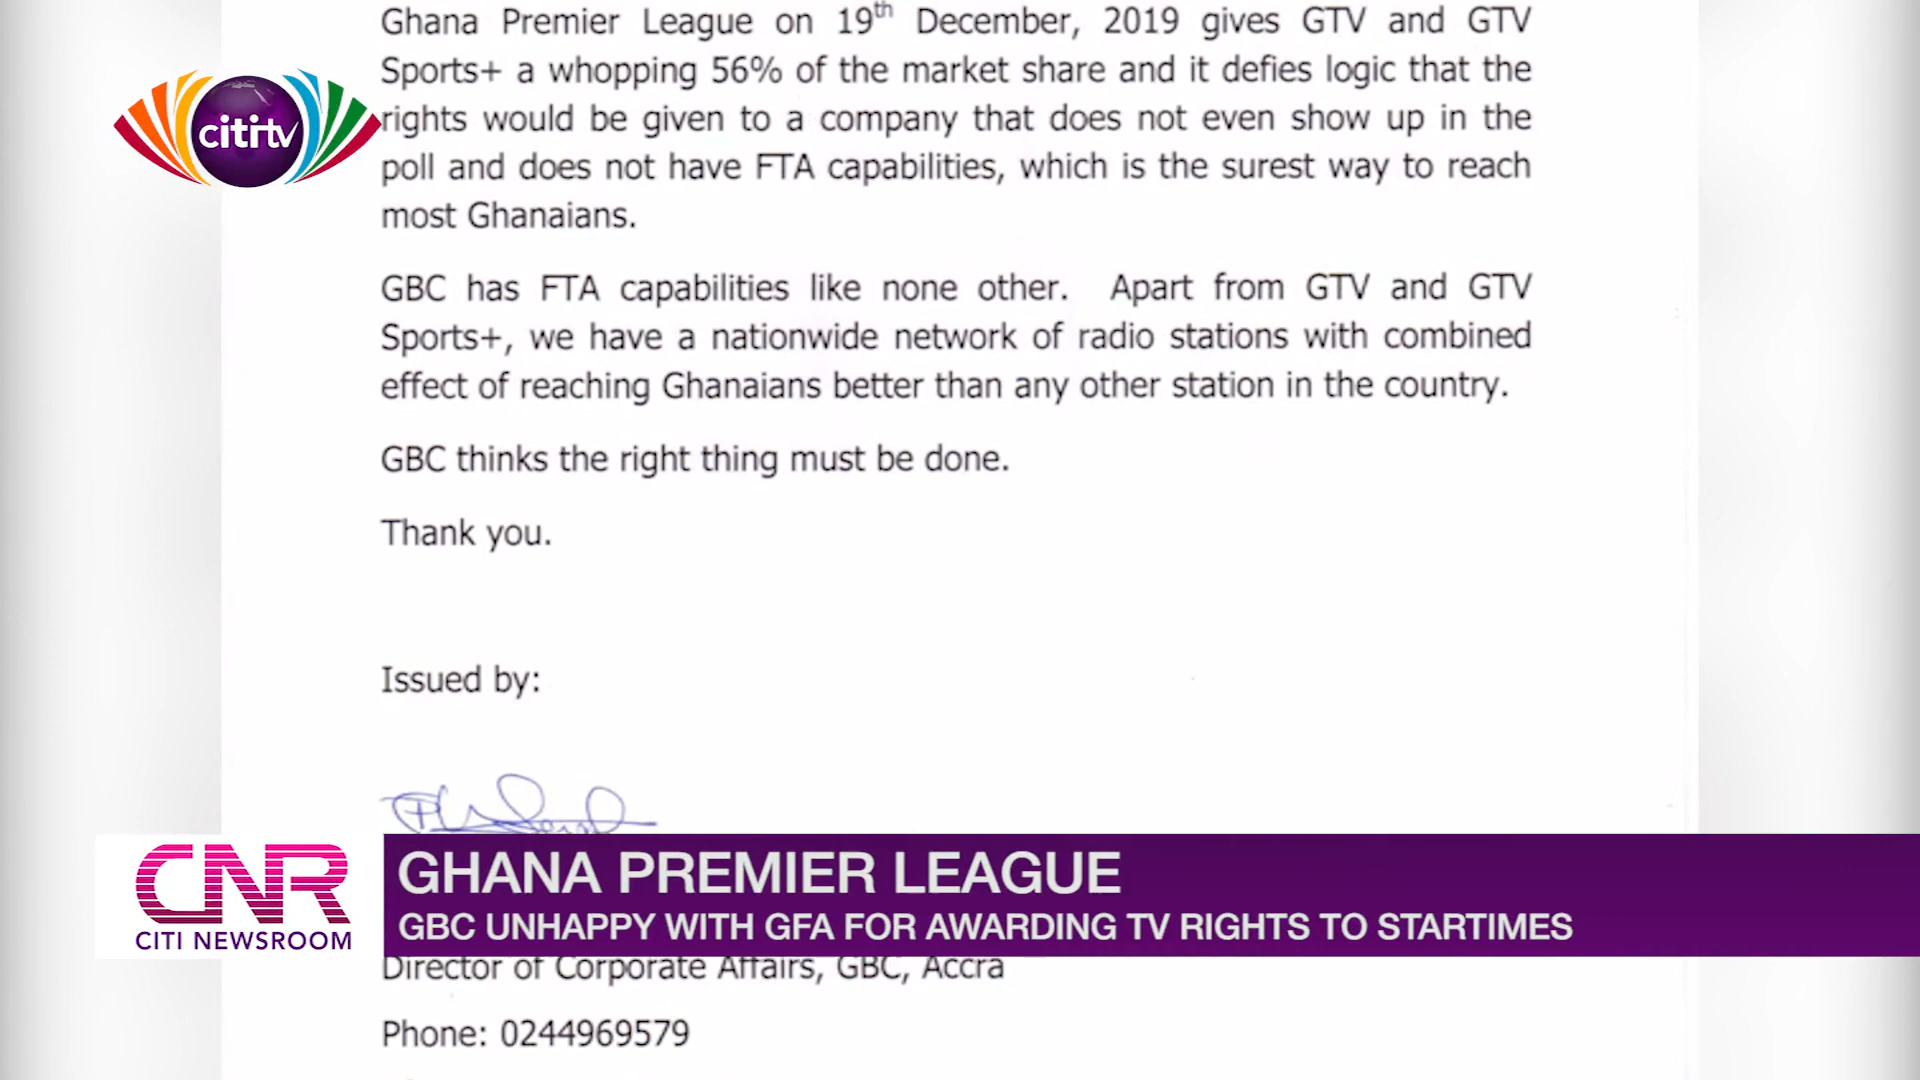 Ghana Premier League on 19th December, 2019 gives GTV and GTV
Sports+ a whopping 56% of the market share and it defies logic that the
rights would be given to a company that does not even show up in the
poll and does not have FTA capabilities, which is the surest way to reach
most Ghanaians.
GBC has FTA capabilities like none other. Apart from GTV and GTV
Sports+, we have a nationwide network of radio stations with combined
effect of reaching Ghanaians better than any other station in the country.
GBC thinks the right thing must be done.
Thank you.
Issued by:
Director of Corporate Affairs, GBC, Accra
Phone: 0244969579
cititv
CNR
CITI NEWSROOM
GHANA PREMIER LEAGUE
GBC UNHAPPY WITH GFA FOR AWARDING TV RIGHTS TO STARTIMES